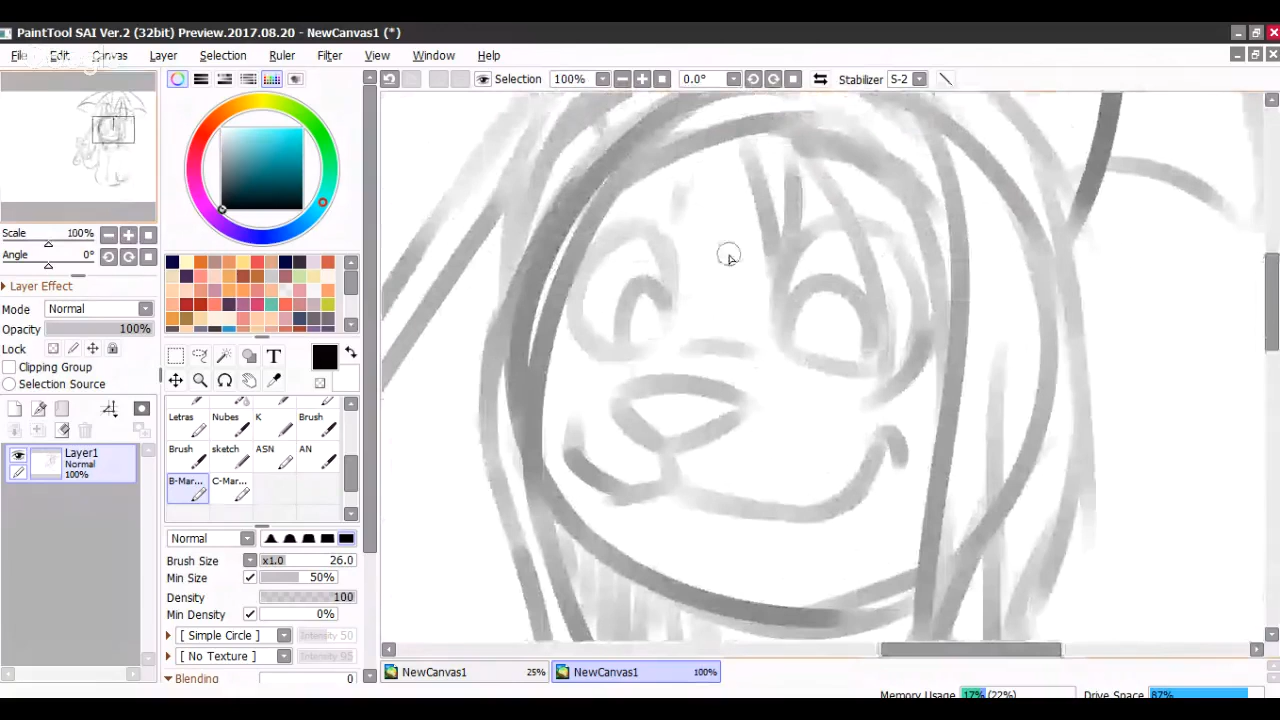 PaintTool SAI Ver.2 (32bit) Preview.2017.08.20 - NewCanvas1 (*)
File Edit Canvas Layer Selection Ruler Filter View Window Help
Selection 100% 0.0° Stabilizer S-2
Scale 100%
Angle 0°
Layer Effect
Mode Normal
Opacity 100%
Lock
Clipping Group
Selection Source
Layer1
Normal
100%
T
Letras Nubes K Brush
Brush sketch ASN AN
B-Mar... C-Mar...
Normal
Brush Size x1.0 26.0
Min Size 50%
Density 100
Min Density 0%
[ Simple Circle ] Intensity 50
[ No Texture ] Intensity 95
Blending 0
NewCanvas1 25% NewCanvas1 100%
Memory Usage 17% (22%) Drive Space 87%